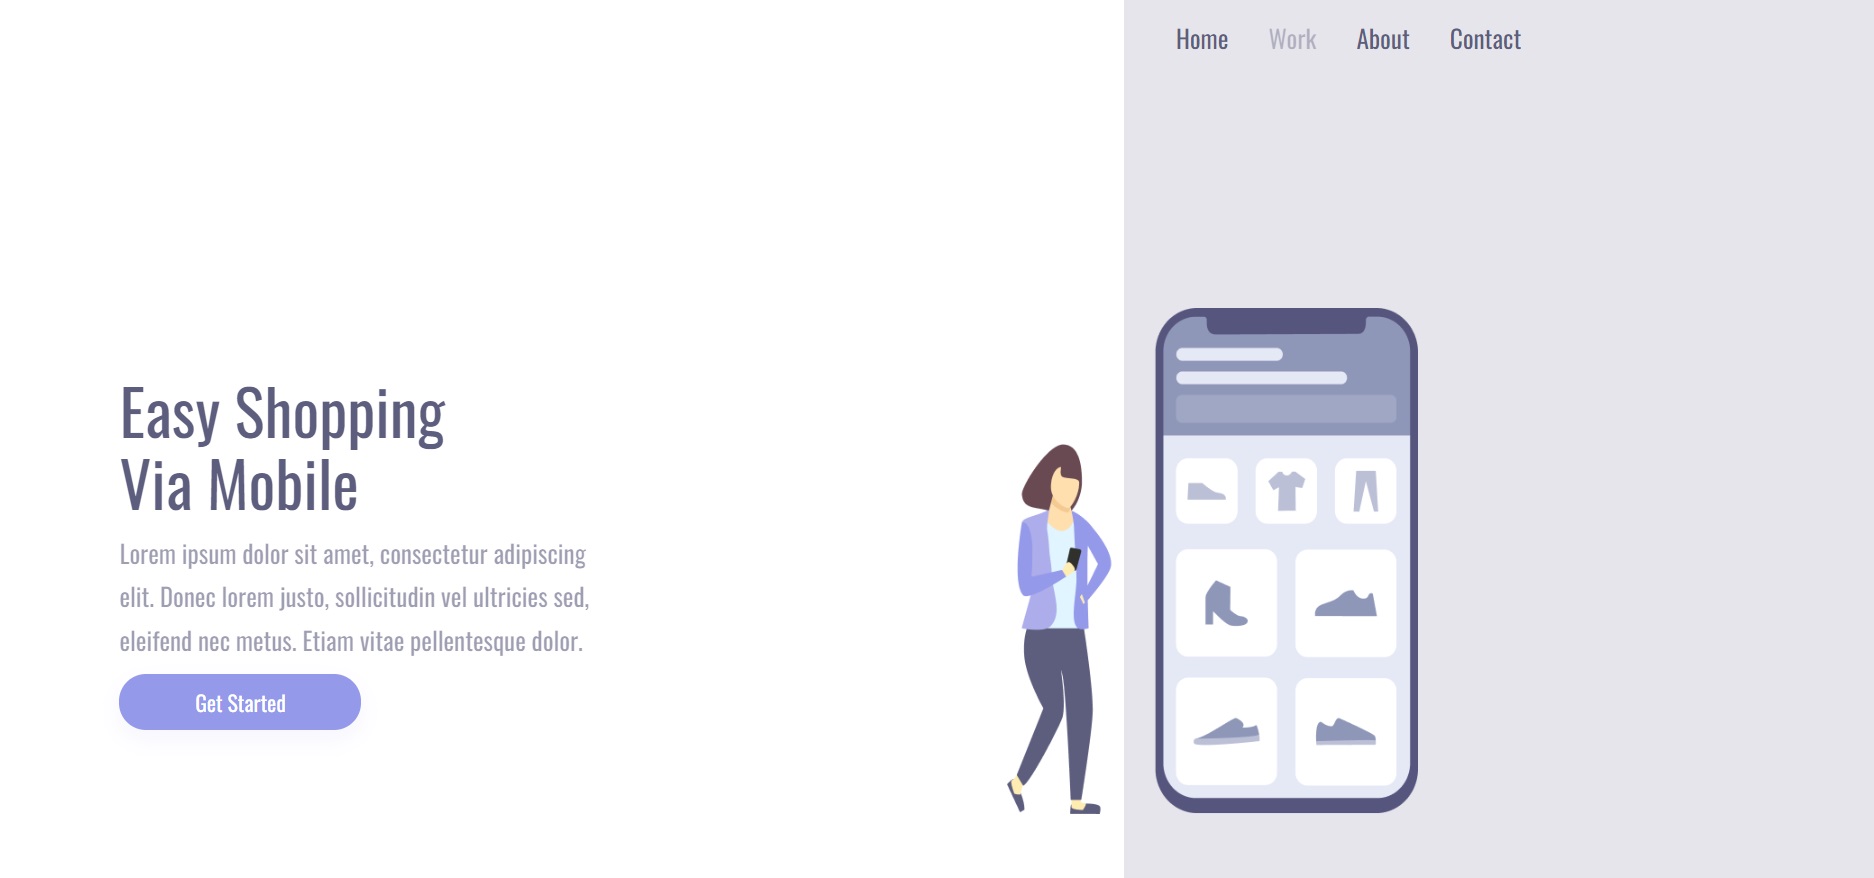 Home Work About Contact
Easy Shopping
Via Mobile
Lorem ipsum dolor sit amet, consectetur adipiscing
elit. Donec lorem justo, sollicitudin vel ultricies sed,
eleifend nec metus. Etiam vitae pellentesque dolor.
Get Started